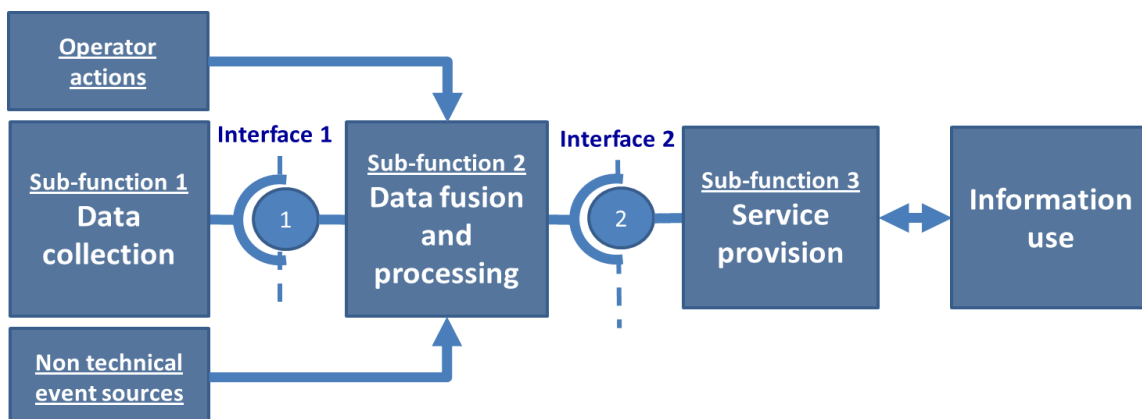 Operator
actions
Interface 1
Interface 2
Sub-function 1
Data
collection
1
Sub-function 2
Data fusion
and
processing
2
Sub-function 3
Service
provision
Information
use
Non technical
event sources